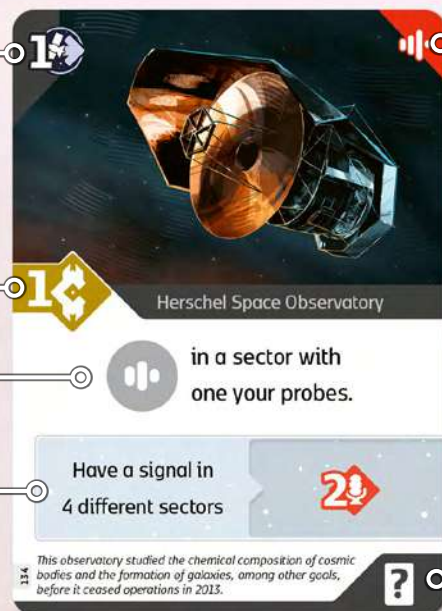 1
1
Herschel Space Observatory
in a sector with
one your probes.
Have a signal in
4 different sectors
2
This observatory studied the chemical composition of cosmic
bodies and the formation of galaxies, among other goals,
before it ceased operations in 2013.
134
?